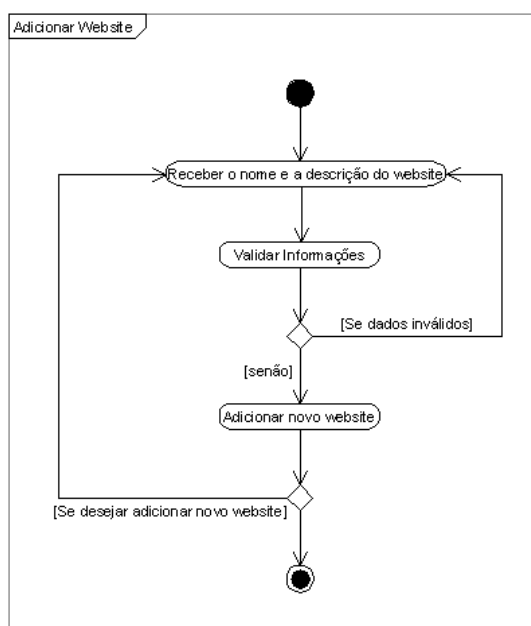 Adicionar Website
Receber o nome e a descrição do website
Validar Informações
[Se dados inválidos]
[senão]
Adicionar novo website
[Se desejar adicionar novo website]